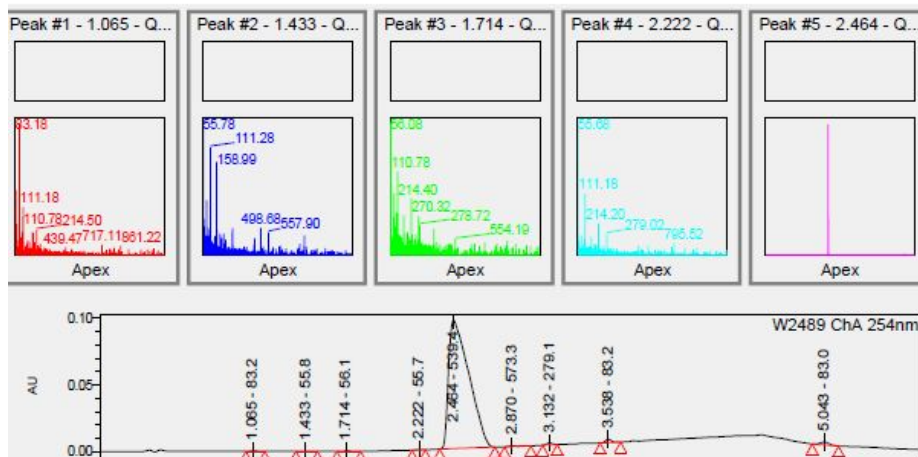 Peak #1 - 1.065 - Q...
Peak #2 - 1.433 - Q...
Peak #3 - 1.714 - Q...
Peak #4 - 2.222 - Q...
Peak #5 - 2.464 - Q...
83.18
111.18
110.78
214.50
439.47
717.11
861.22
Apex
55.78
111.28
158.99
498.68
557.90
Apex
56.08
110.78
214.40
270.32
278.72
554.19
Apex
55.68
111.18
214.20
279.02
795.52
Apex
Apex
W2489 ChA 254nm
AU
0.10
0.05
0.00
1.065 - 83.2
1.433 - 55.8
1.714 - 56.1
2.222 - 55.7
2.464 - 539.4
2.870 - 573.3
3.132 - 279.1
3.538 - 83.2
5.043 - 83.0